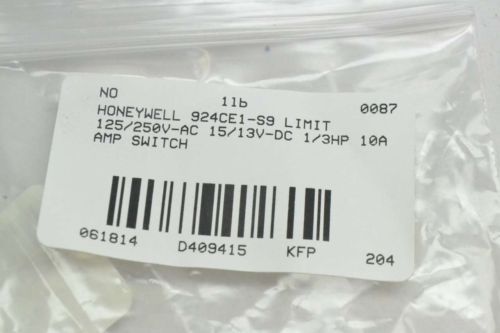 NO 1lb 0087
HONEYWELL 924CE1-S9 LIMIT
125/250V-AC 15/13V-DC 1/3HP 10A
AMP SWITCH
061814 D409415 KFP 204